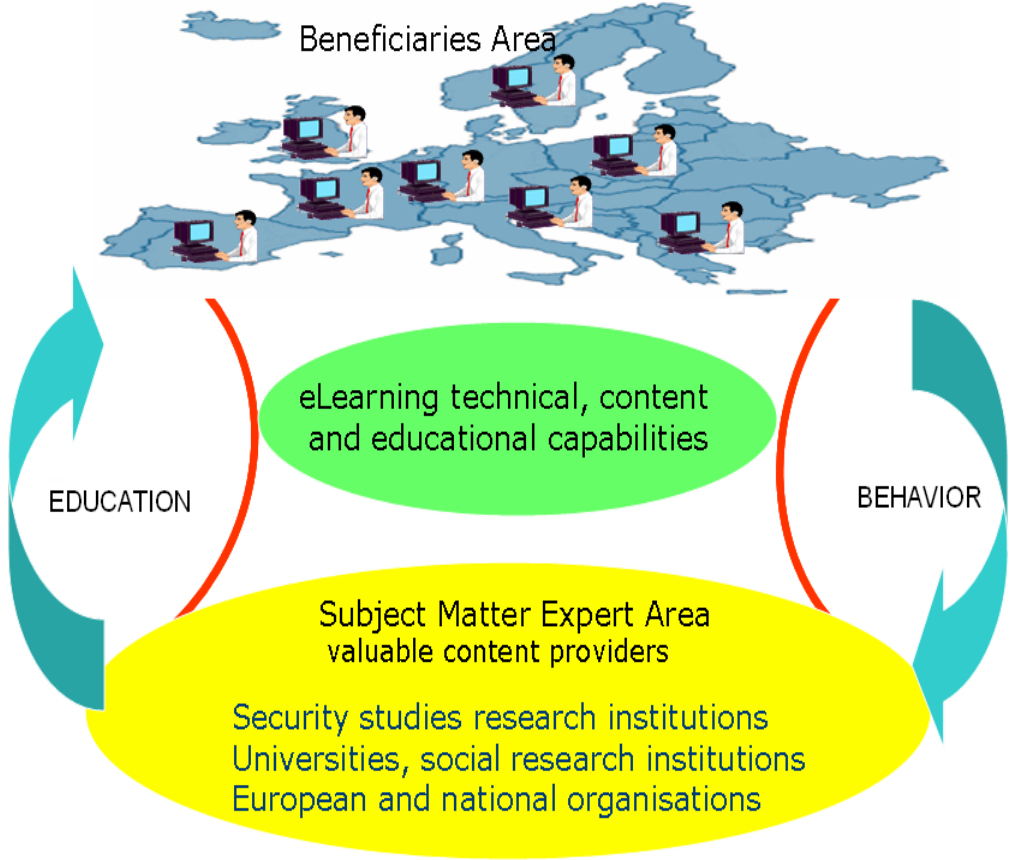 Beneficiaries Area
eLearning technical, content
and educational capabilities
EDUCATION
BEHAVIOR
Subject Matter Expert Area
valuable content providers
Security studies research institutions
Universities, social research institutions
European and national organisations